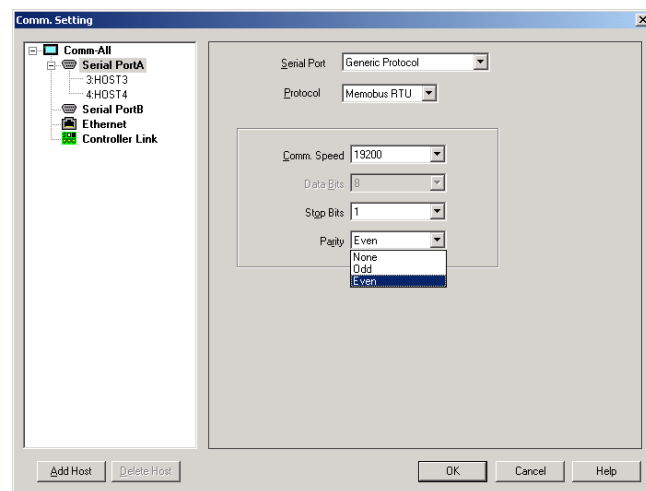 Comm. Setting
Comm-All
Serial PortA
3:HOST3
4:HOST4
Serial PortB
Ethernet
Controller Link
Serial Port Generic Protocol
Protocol Memobus RTU
Comm. Speed 19200
Data Bits 8
Stop Bits 1
Parity Even
None
Odd
Even
Add Host Delete Host OK Cancel Help